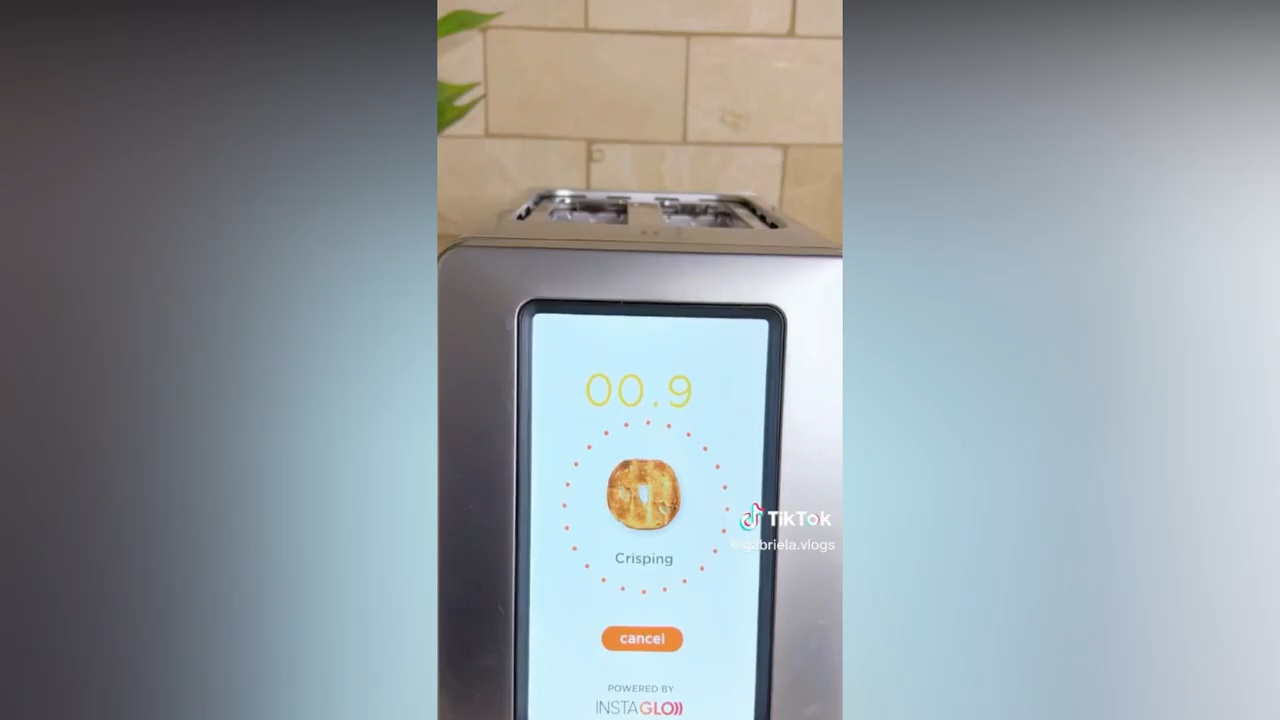 00.9
Crisping
TikTok
@gabriela.vlogs
cancel
POWERED BY
INSTAGLO